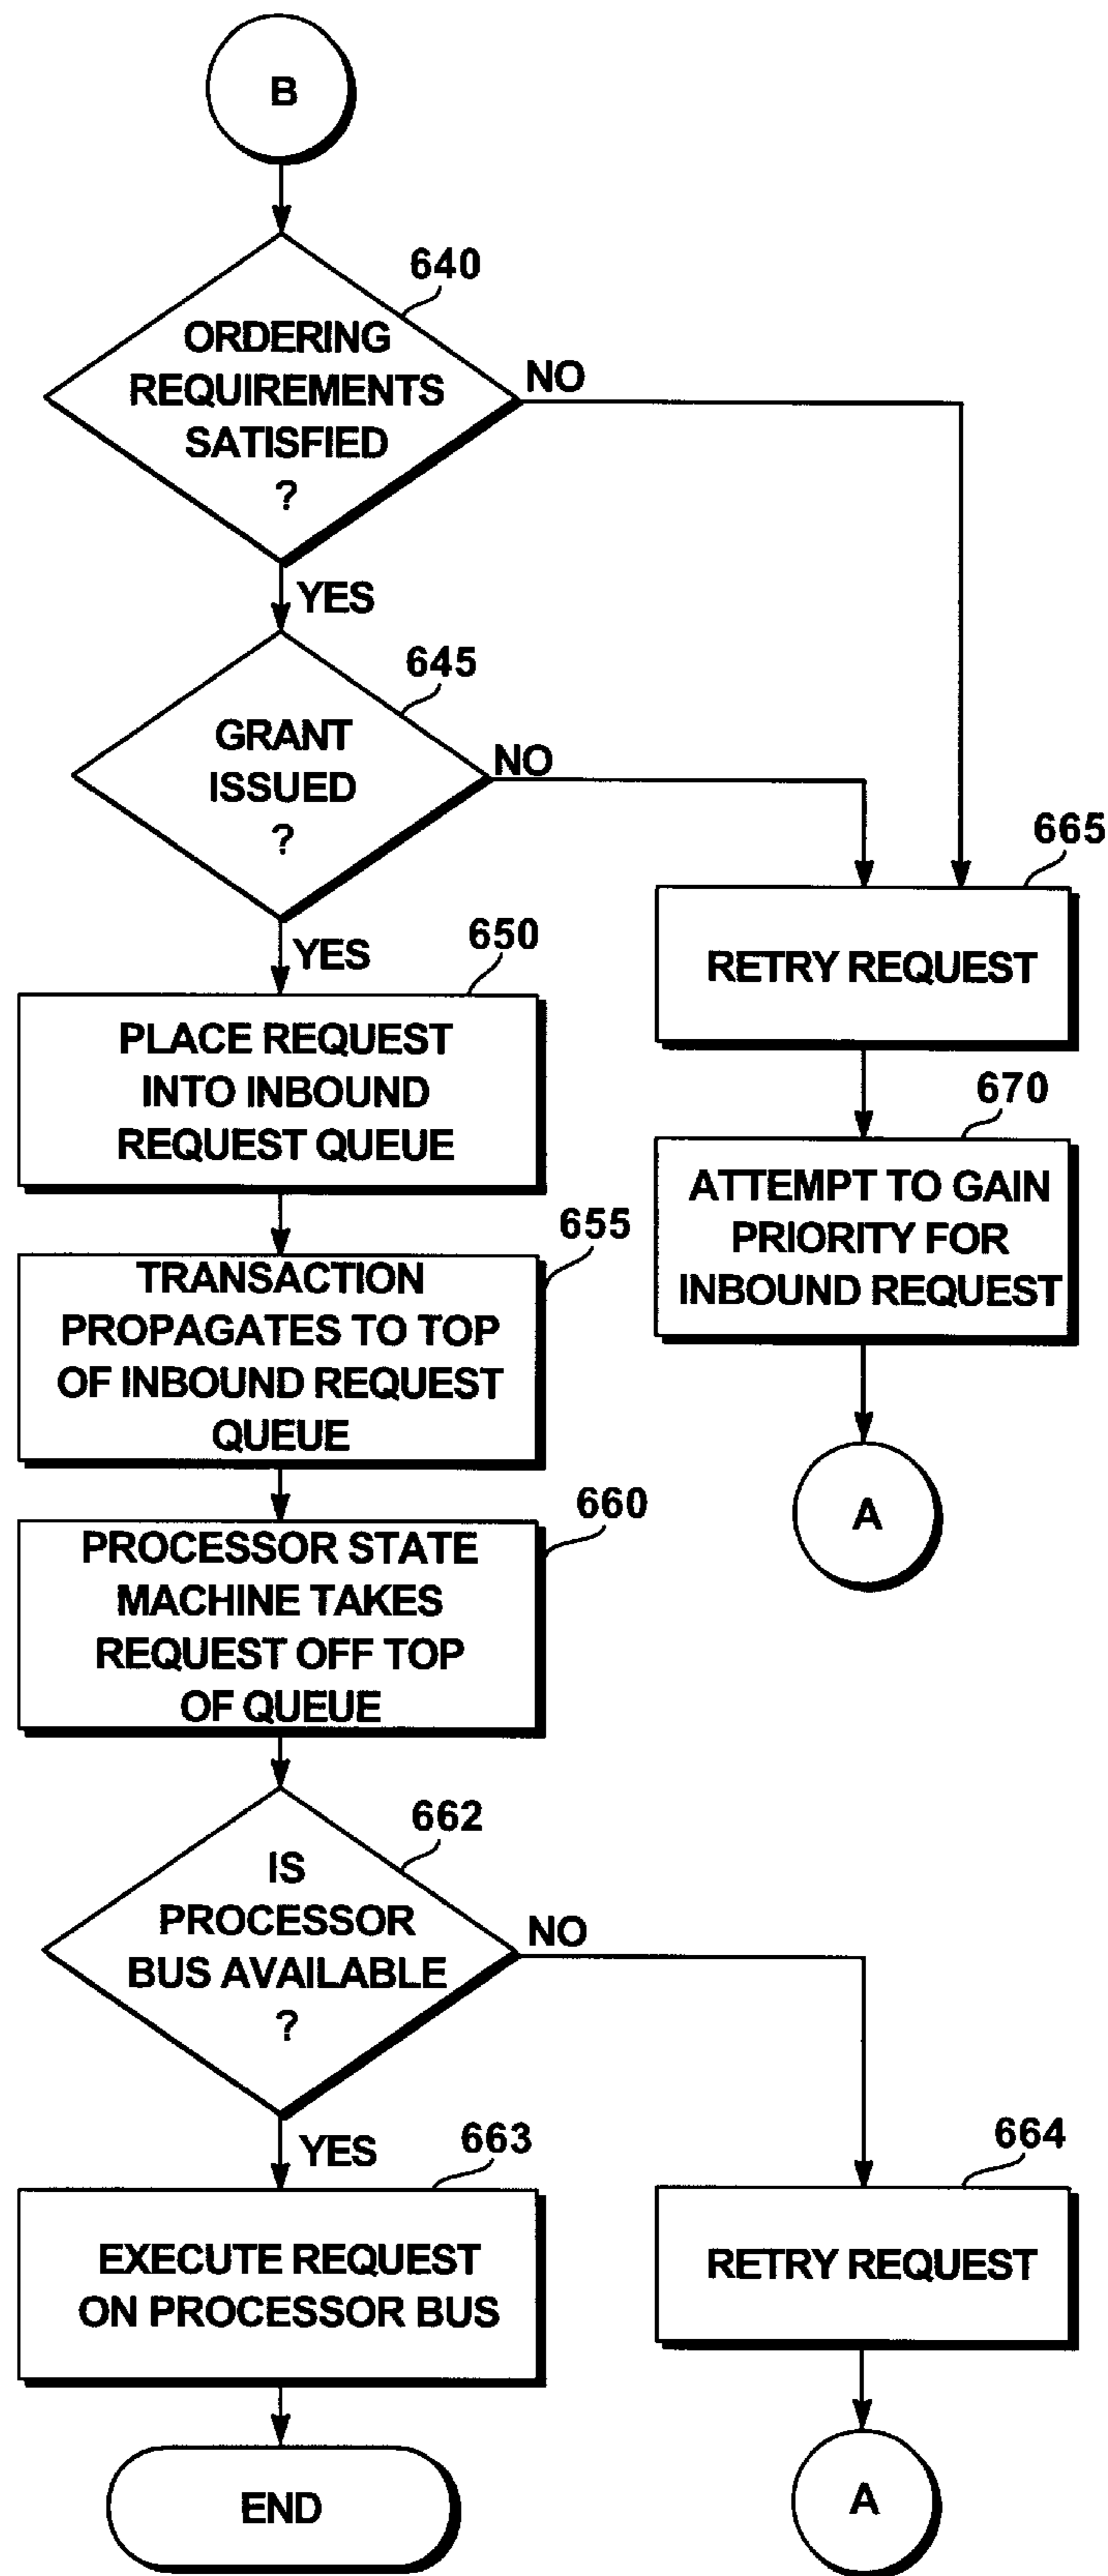 B
640
ORDERING
REQUIREMENTS
SATISFIED
?
NO
YES
645
GRANT
ISSUED
?
NO
YES
665
RETRY REQUEST
650
PLACE REQUEST
INTO INBOUND
REQUEST QUEUE
670
ATTEMPT TO GAIN
PRIORITY FOR
INBOUND REQUEST
A
655
TRANSACTION
PROPAGATES TO TOP
OF INBOUND REQUEST
QUEUE
660
PROCESSOR STATE
MACHINE TAKES
REQUEST OFF TOP
OF QUEUE
662
IS
PROCESSOR
BUS AVAILABLE
?
NO
YES
663
EXECUTE REQUEST
ON PROCESSOR BUS
664
RETRY REQUEST
END
A